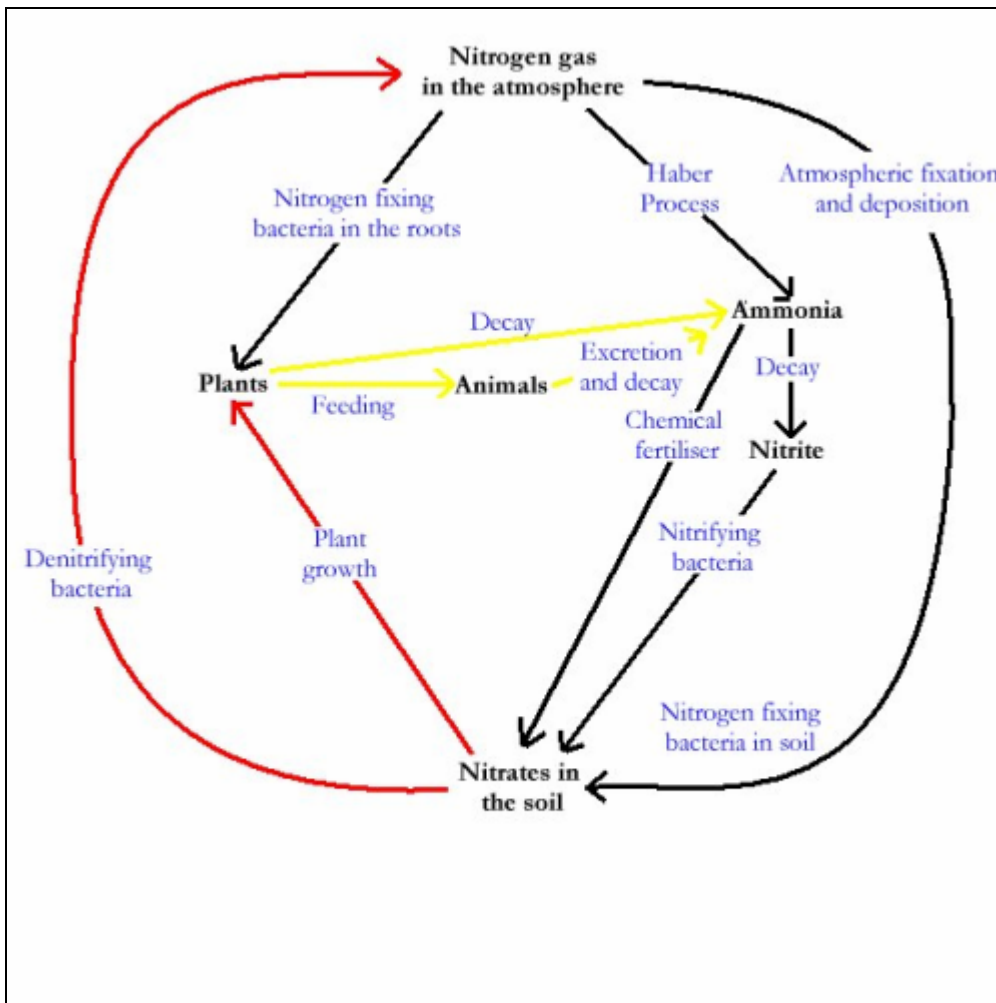 Nitrogen gas
in the atmosphere
Haber
Process
Atmospheric fixation
and deposition
Nitrogen fixing
bacteria in the roots
Ammonia
Decay
Excretion
and decay
Decay
Plants
Animals
Feeding
Chemical
fertiliser
Nitrite
Denitrifying
bacteria
Plant
growth
Nitrifying
bacteria
Nitrogen fixing
bacteria in soil
Nitrates in
the soil